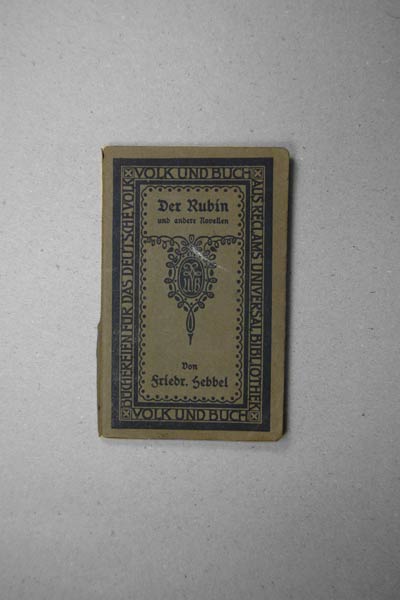 VOLK UND BUCH
BÜCHEREIEN FÜR DAS DEUTSCHE VOLK
AUS RECLAMS UNIVERSAL BIBLIOTHEK
Der Rubin
und andere Novellen
Von
Friedr. Hebbel
VOLK UND BUCH